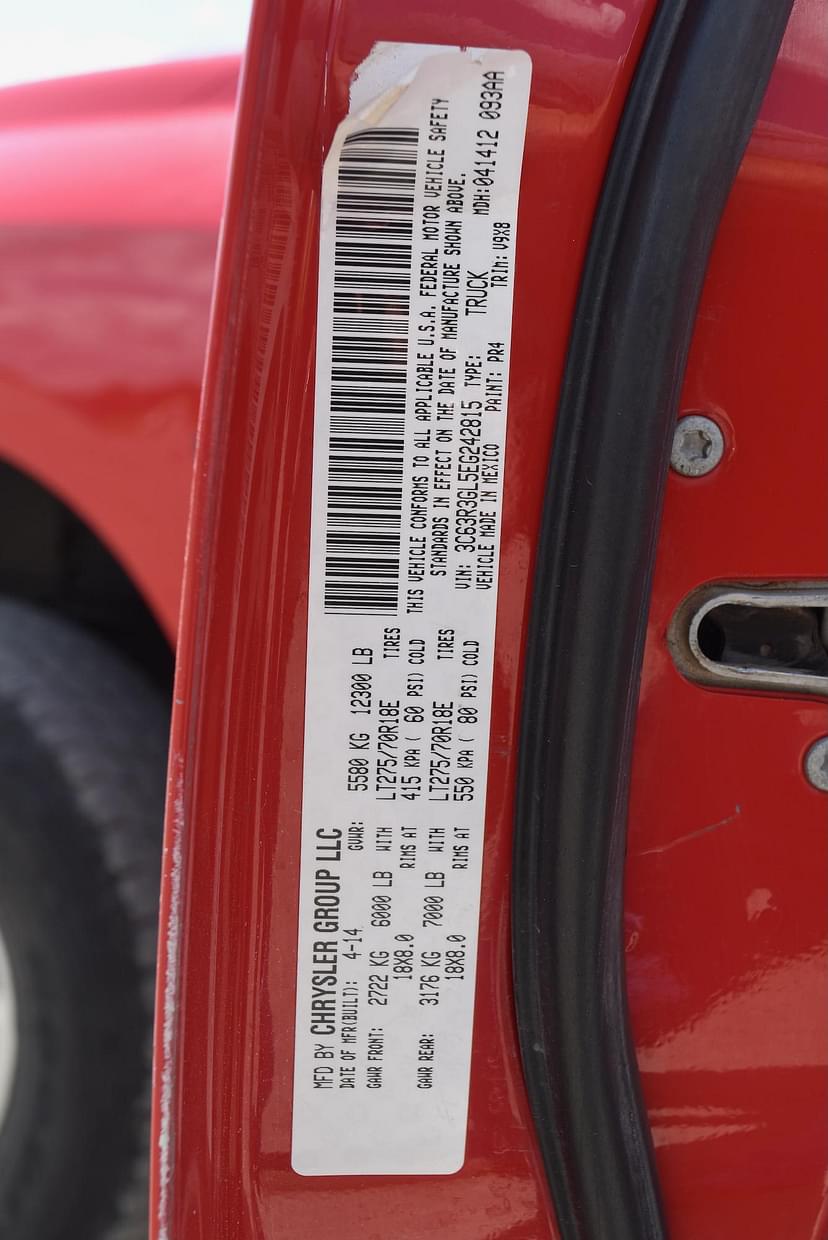 MFD BY CHRYSLER GROUP LLC
DATE OF MFR(BUILT): 4-14 GVWR: 5580 KG 12300 LB
GAWR FRONT: 2722 KG 6000 LB WITH LT275/70R18E TIRES
18X8.0 RIMS AT 415 KPA ( 60 PSI) COLD
GAWR REAR: 3176 KG 7000 LB WITH LT275/70R18E TIRES
18X8.0 RIMS AT 550 KPA ( 80 PSI) COLD
THIS VEHICLE CONFORMS TO ALL APPLICABLE U.S.A. FEDERAL MOTOR VEHICLE SAFETY
STANDARDS IN EFFECT ON THE DATE OF MANUFACTURE SHOWN ABOVE.
VIN: 3C63R3GL5EG242815 TYPE: TRUCK MDH:041412 093AA
VEHICLE MADE IN MEXICO PAINT: PR4 TRIM: V9X8